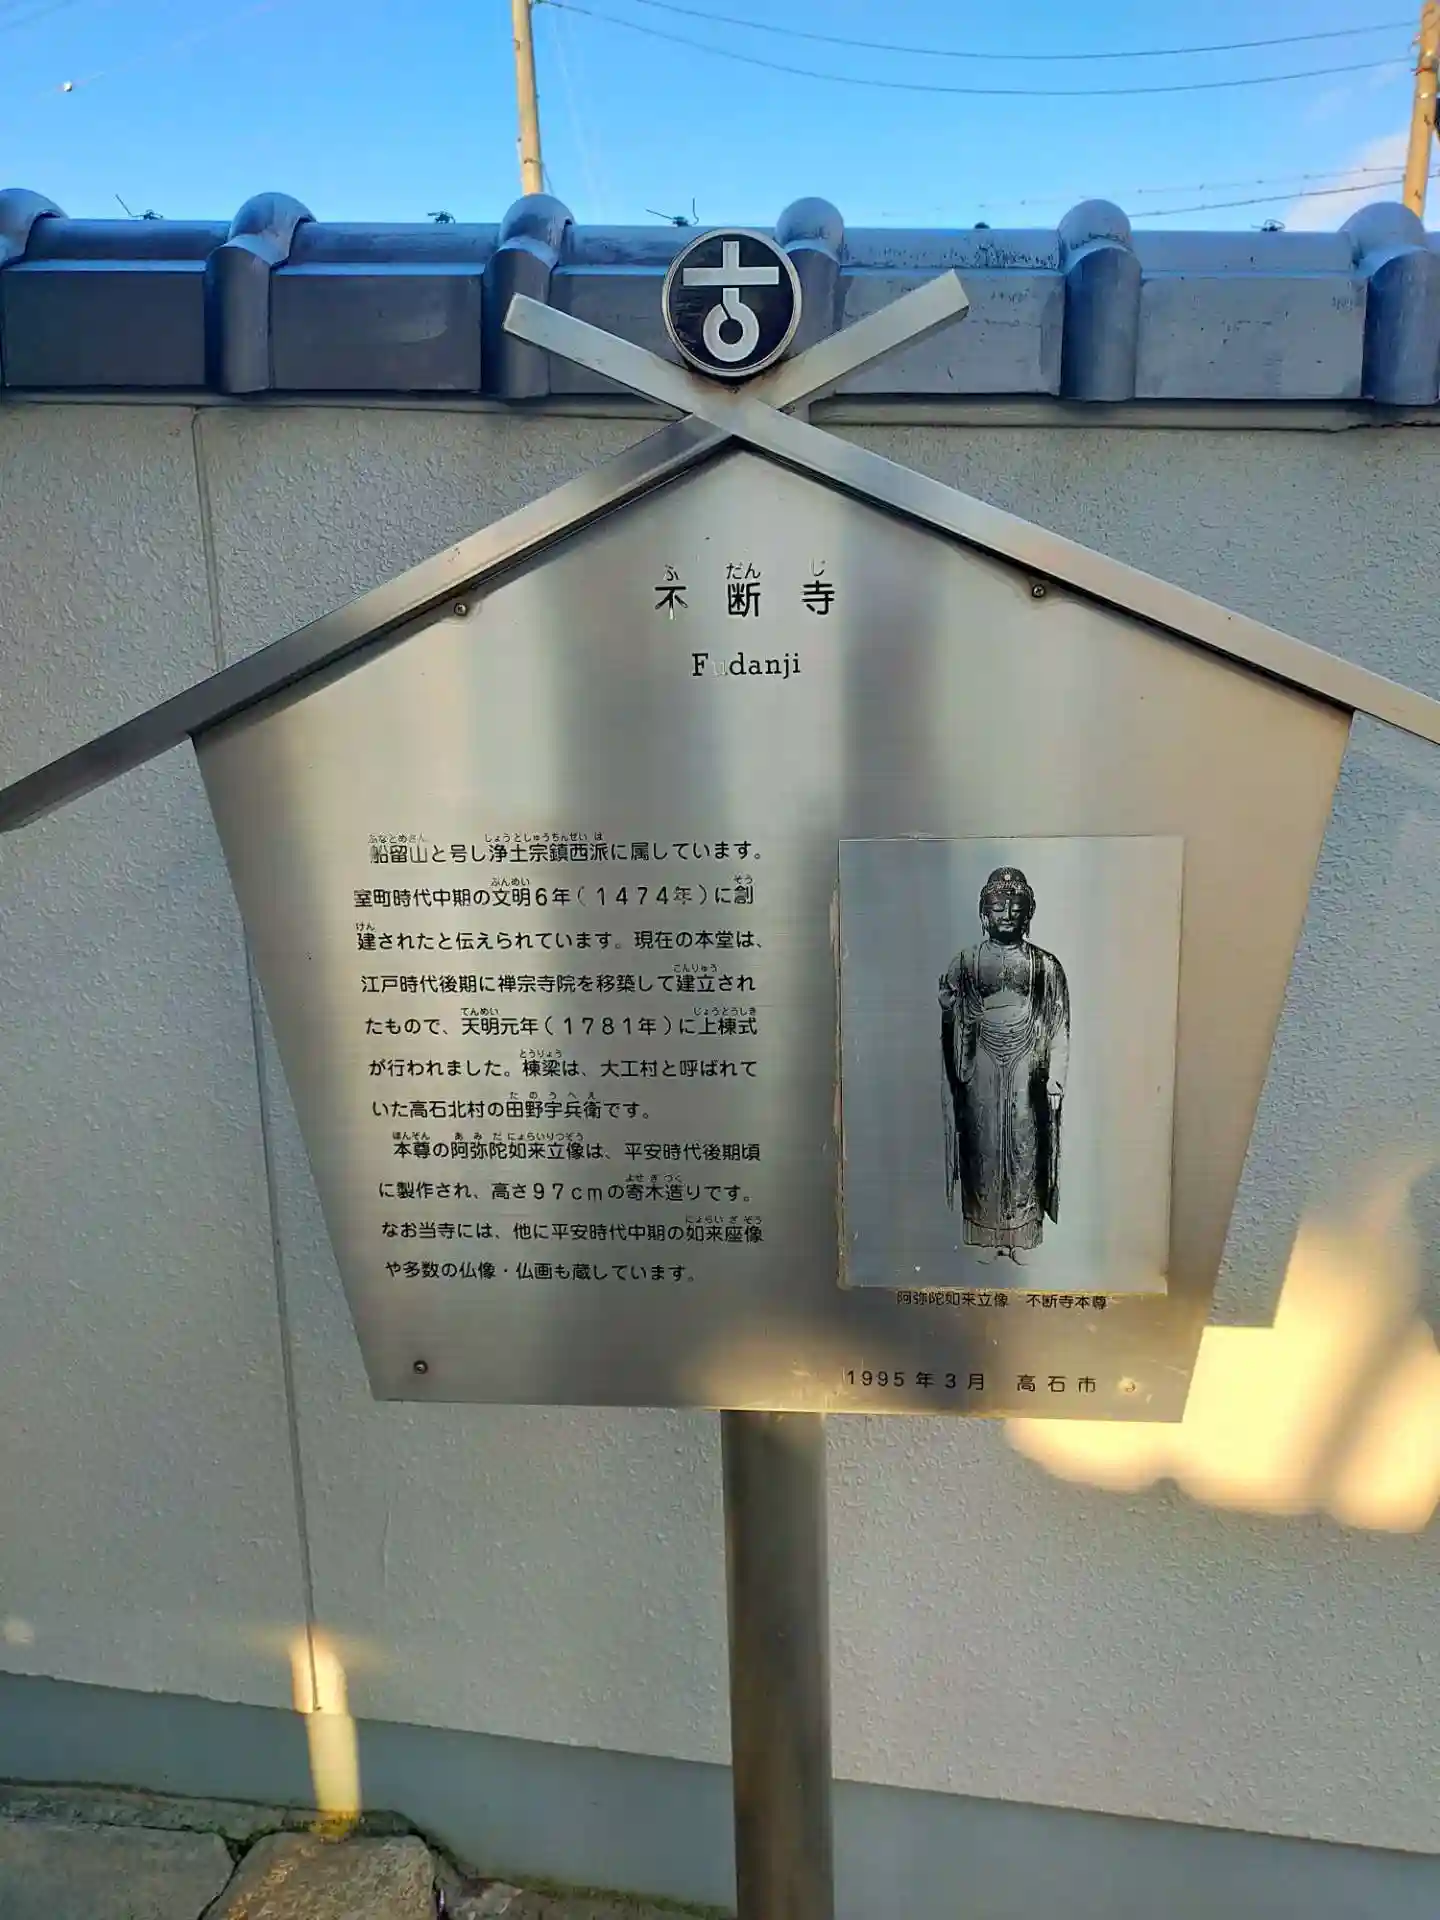 不断寺
Fudanji
船留山と号し浄土宗鎮西派に属しています。
室町時代中期の文明6年(1474年)に創
建されたと伝えられています。現在の本堂は、
江戸時代後期に禅宗寺院を移築して建立され
たもので、天明元年(1781年)に上棟式
が行われました。棟梁は、大工村と呼ばれて
いた高石北村の田野宇兵衛です。
本尊の阿弥陀如来立像は、平安時代後期頃
に製作され、高さ97cmの寄木造りです。
なお当寺には、他に平安時代中期の如来座像
や多数の仏像・仏画も蔵しています。
阿弥陀如来立像 不断寺本尊
1995年3月 高石市